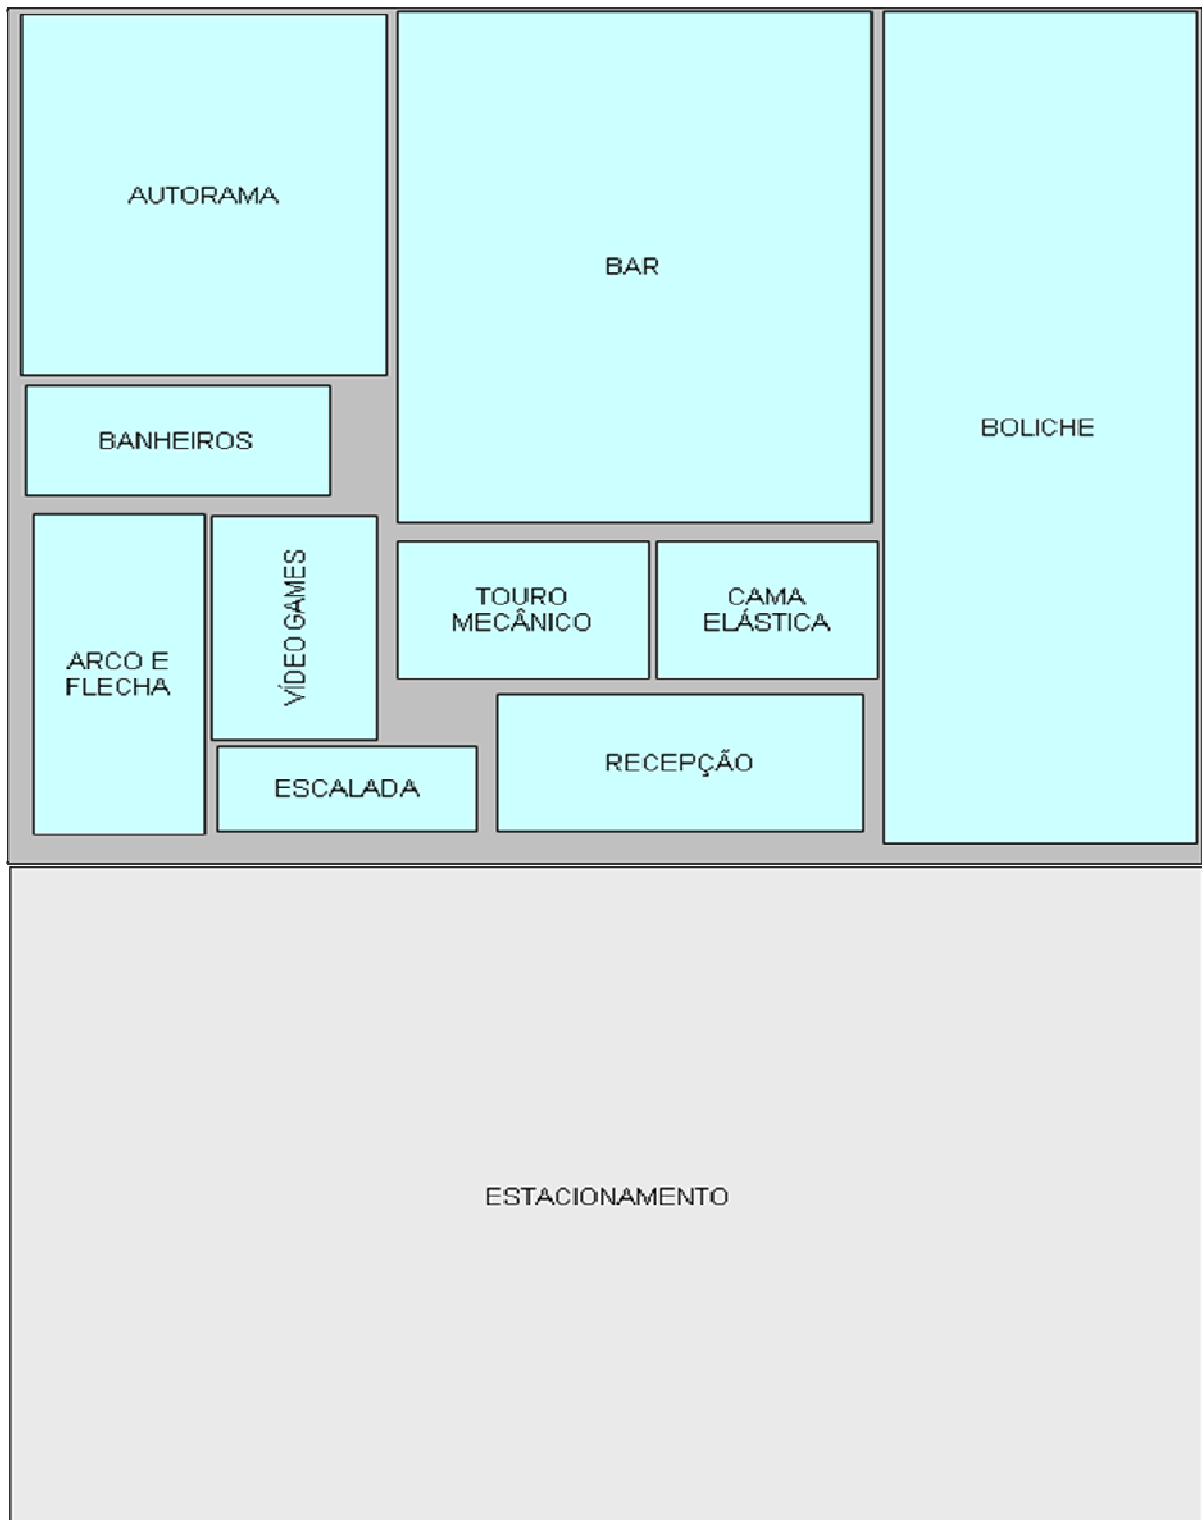 AUTORAMA
BAR
BOLICHE
BANHEIROS
ARCO E
FLECHA
VÍDEO GAMES
TOURO
MECÂNICO
CAMA
ELÁSTICA
ESCALADA
RECEPÇÃO
ESTACIONAMENTO